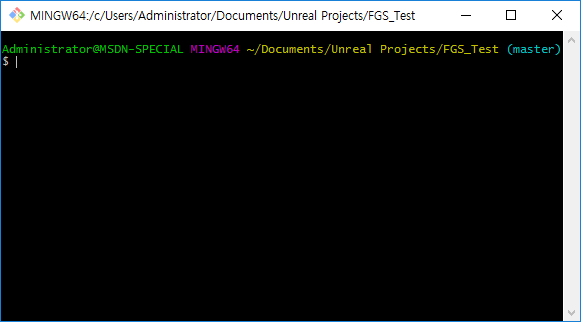 MINGW64:/c/Users/Administrator/Documents/Unreal Projects/FGS_Test
Administrator@MSDN-SPECIAL MINGW64 ~/Documents/Unreal Projects/FGS_Test (master)
$